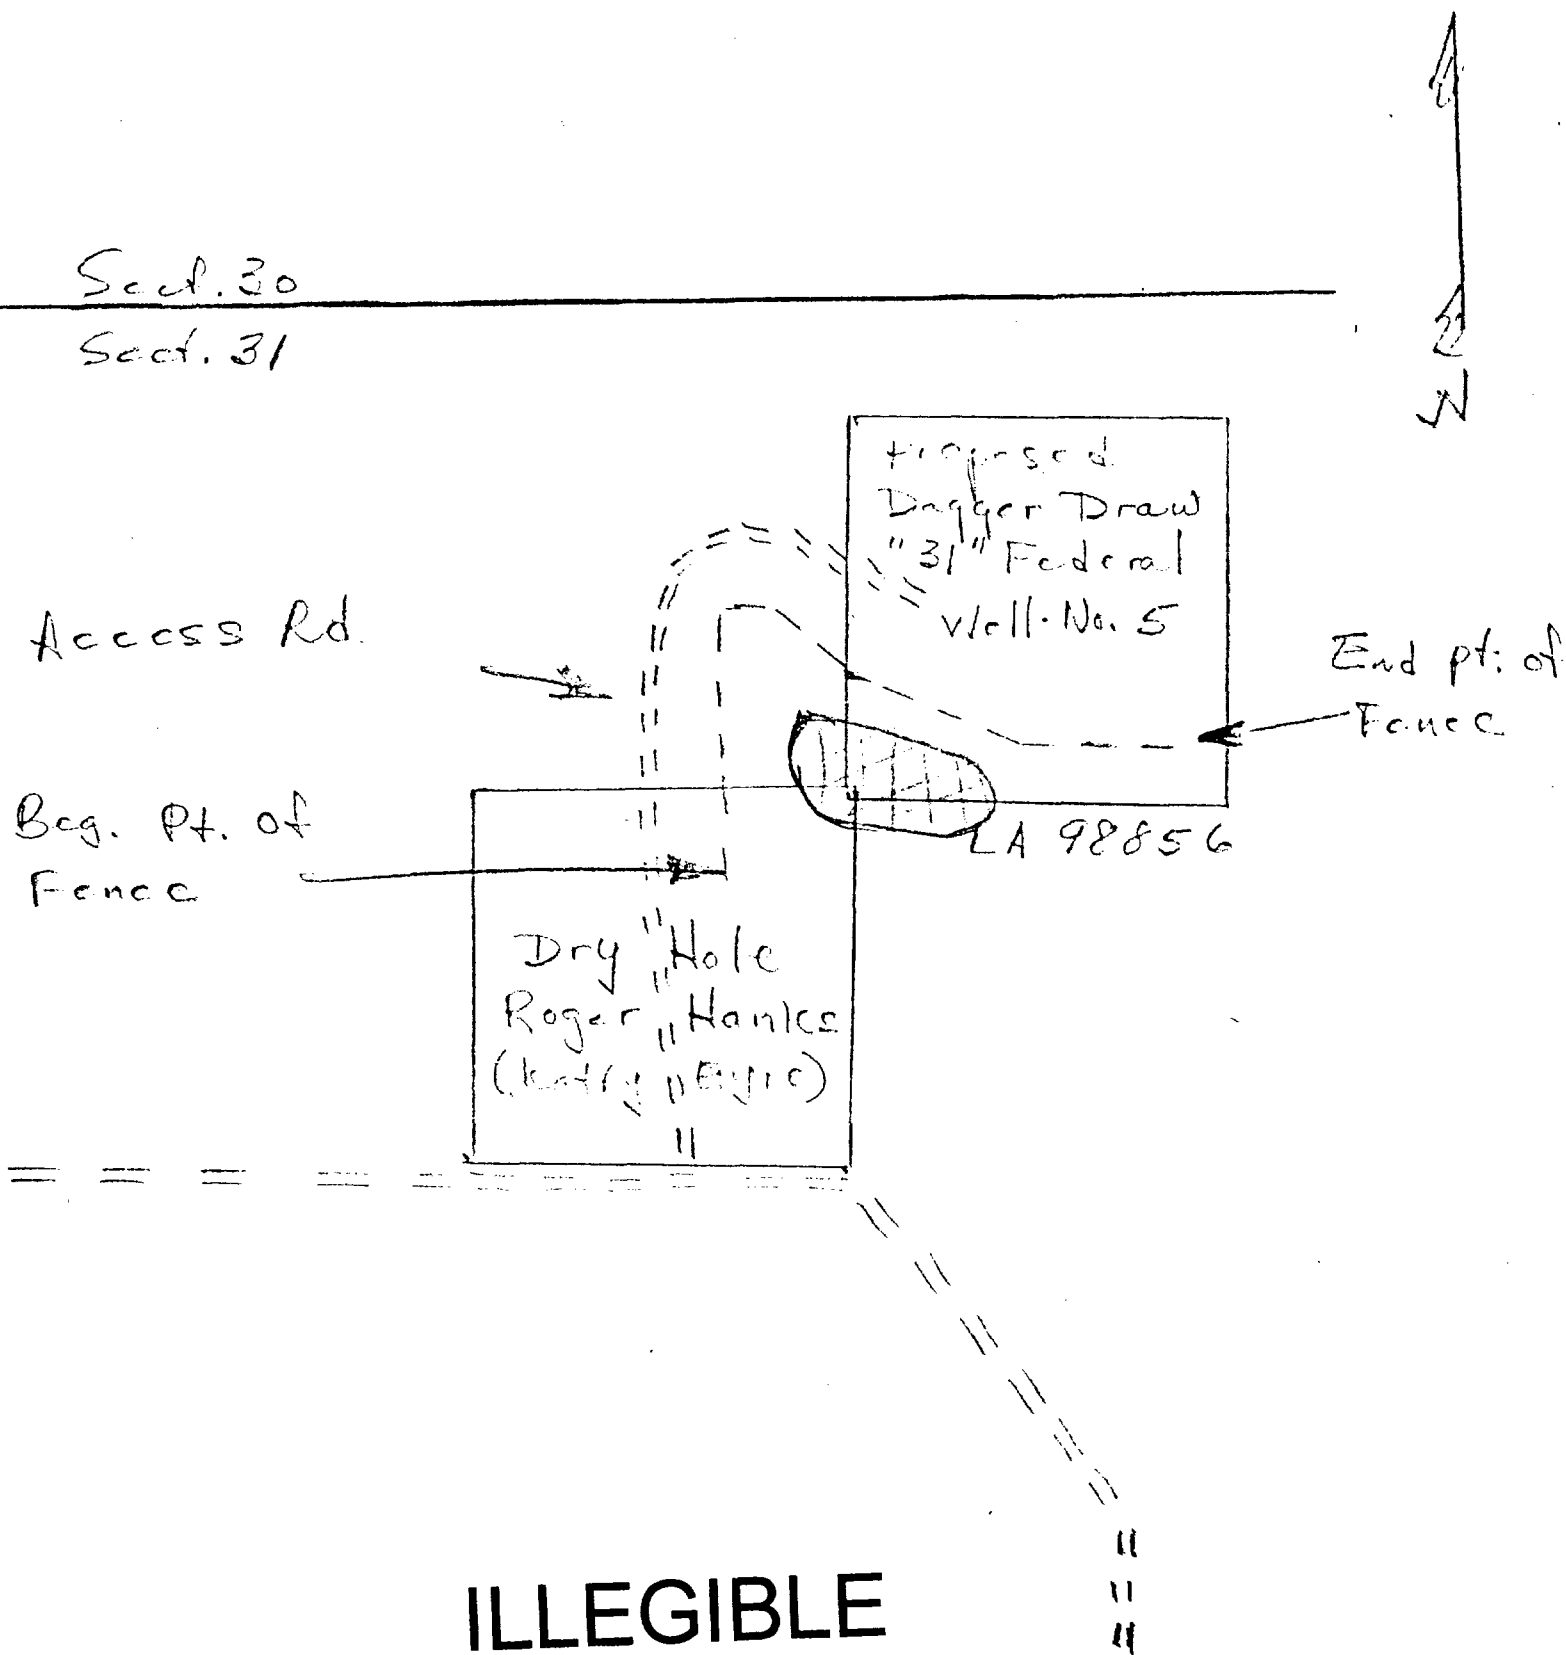 Sect. 30
Sect. 31
N
Proposed
Dagger Draw
"31" Federal
Well No. 5
Access Rd.
End pt. of
Fence
Beg. Pt. of
Fence
LA 98856
Dry Hole
Roger Hanks
ILLEGIBLE